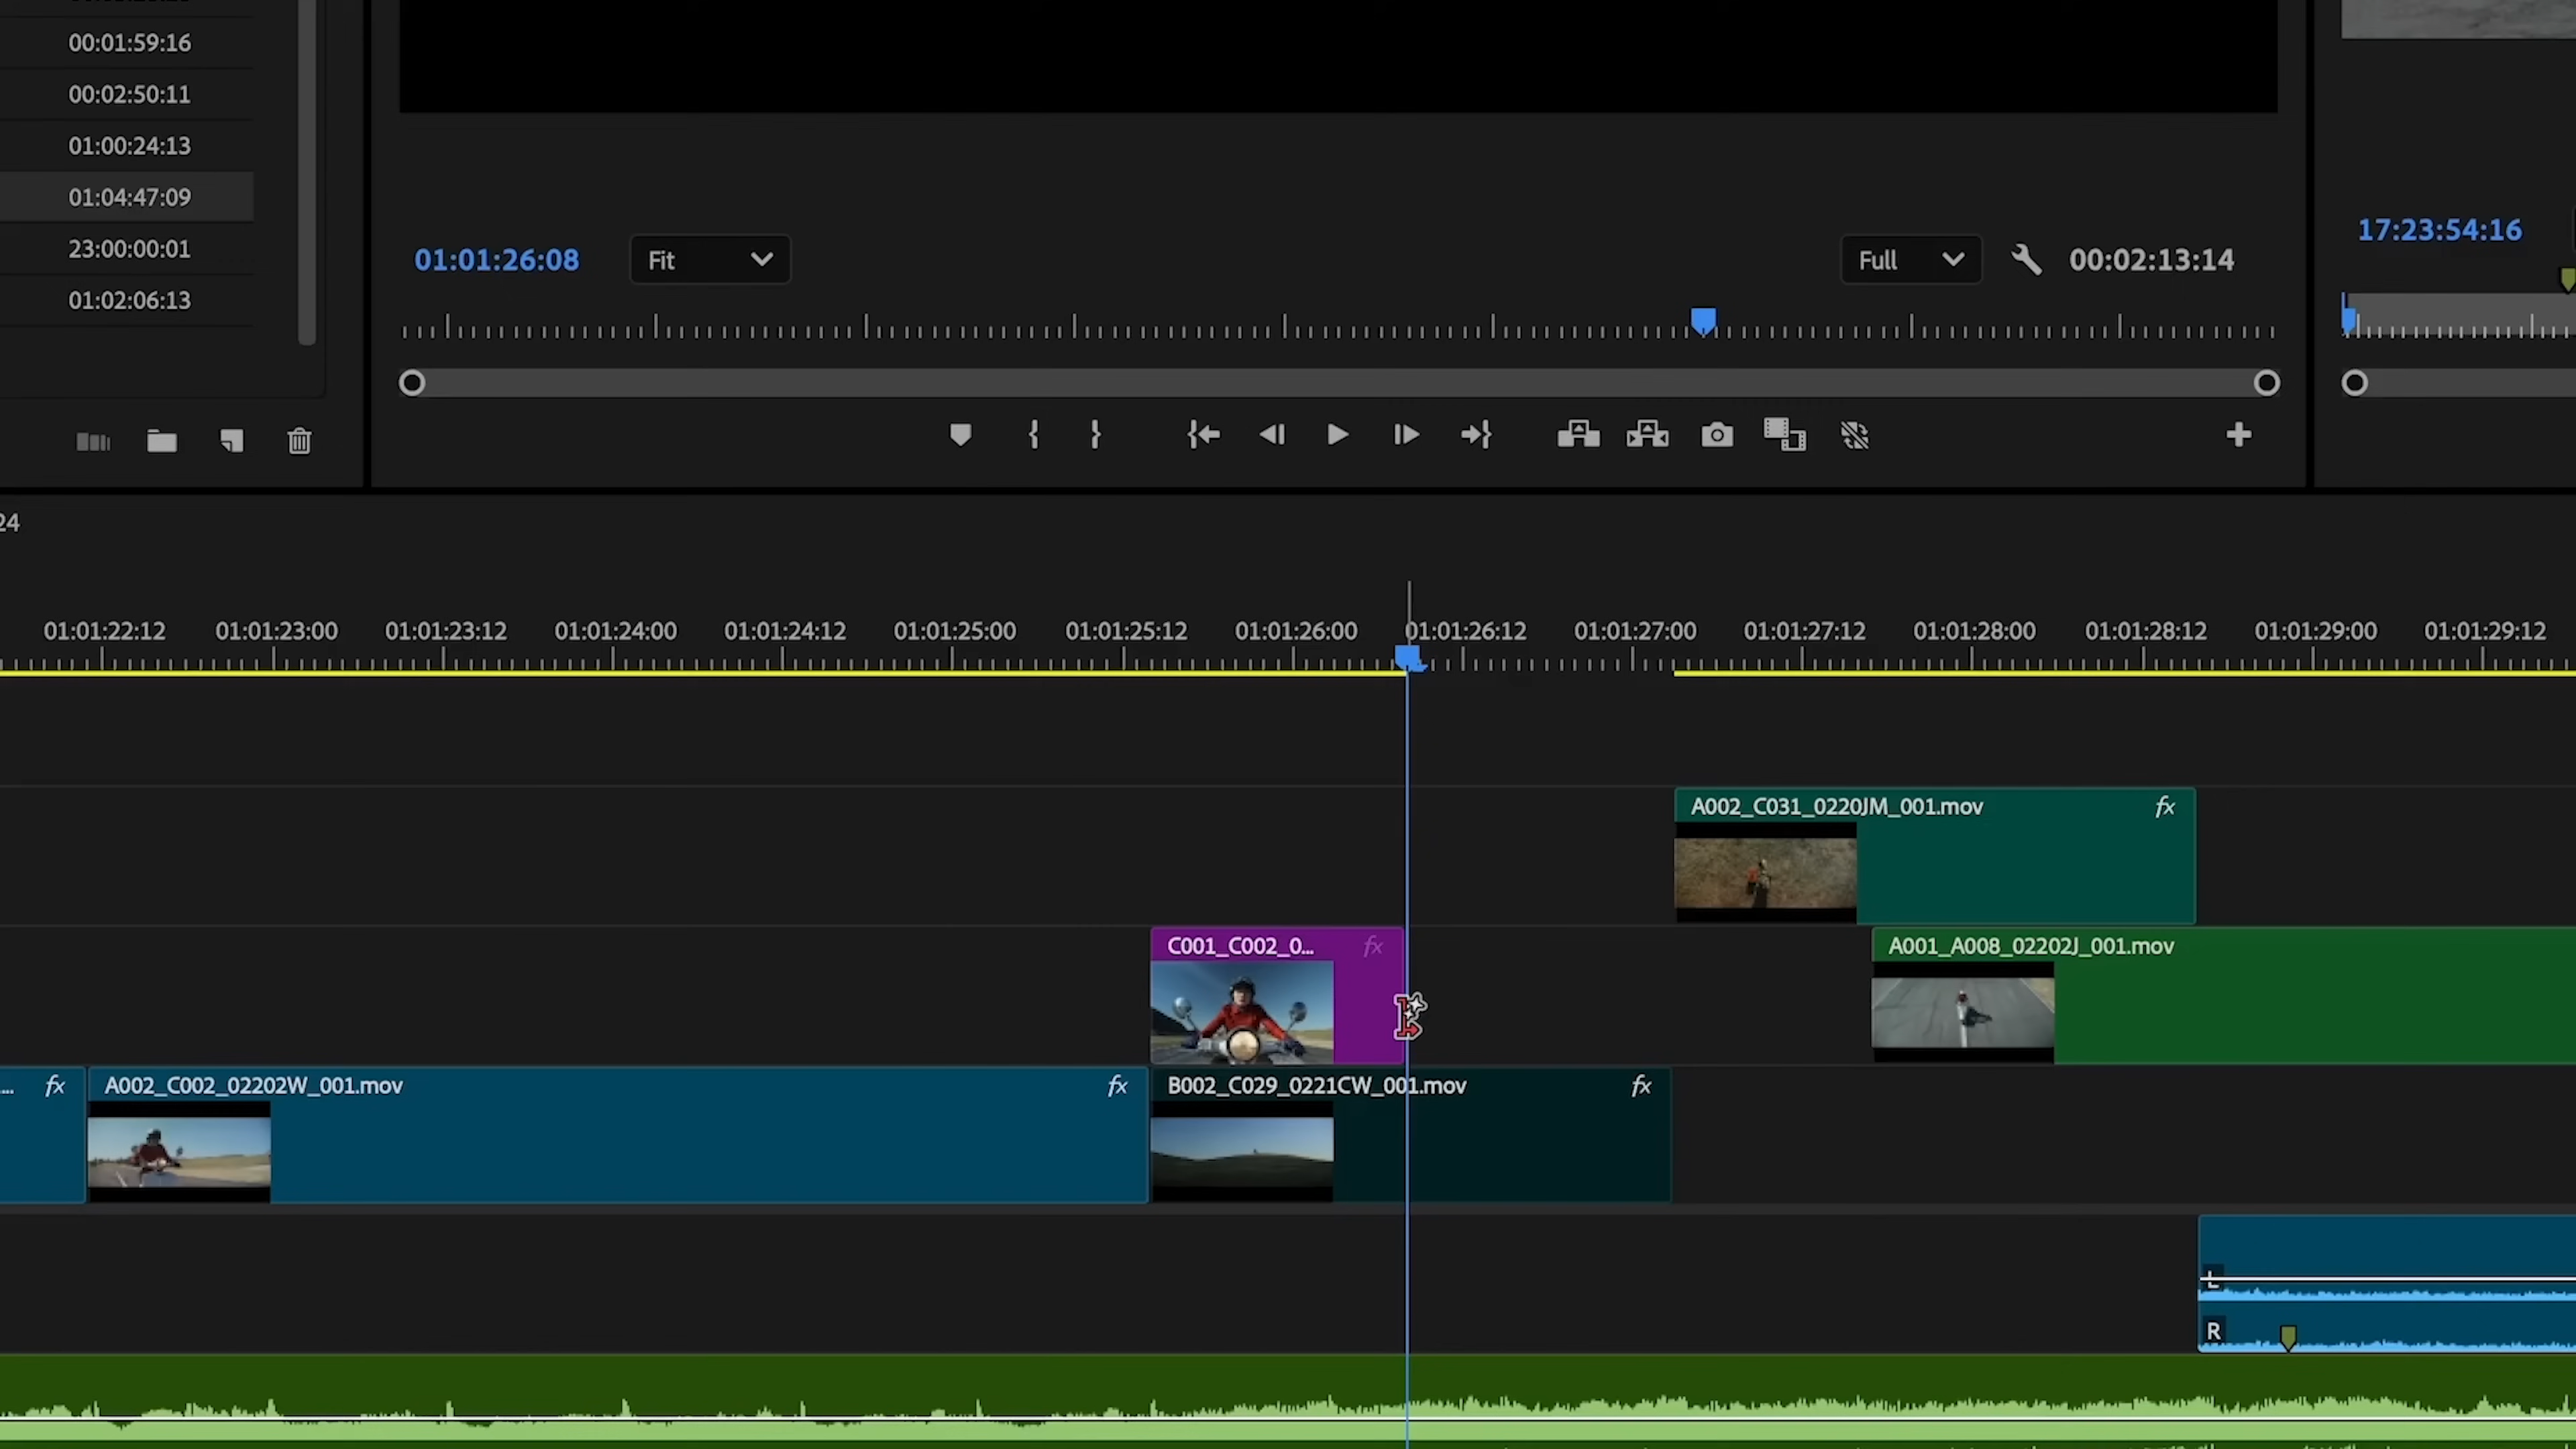 00:01:59:16
00:02:50:11
01:00:24:13
01:04:47:09
23:00:00:01
01:02:06:13
01:01:26:08 Fit Full 00:02:13:14
17:23:54:16
24
01:01:22:12 01:01:23:00 01:01:23:12 01:01:24:00 01:01:24:12 01:01:25:00 01:01:25:12 01:01:26:00 01:01:26:12 01:01:27:00 01:01:27:12 01:01:28:00 01:01:28:12 01:01:29:00 01:01:29:12
A002_C031_0220JM_001.mov fx
C001_C002_0... fx
A001_A008_02202J_001.mov
... fx
A002_C002_02202W_001.mov fx
B002_C029_0221CW_001.mov fx
L
R